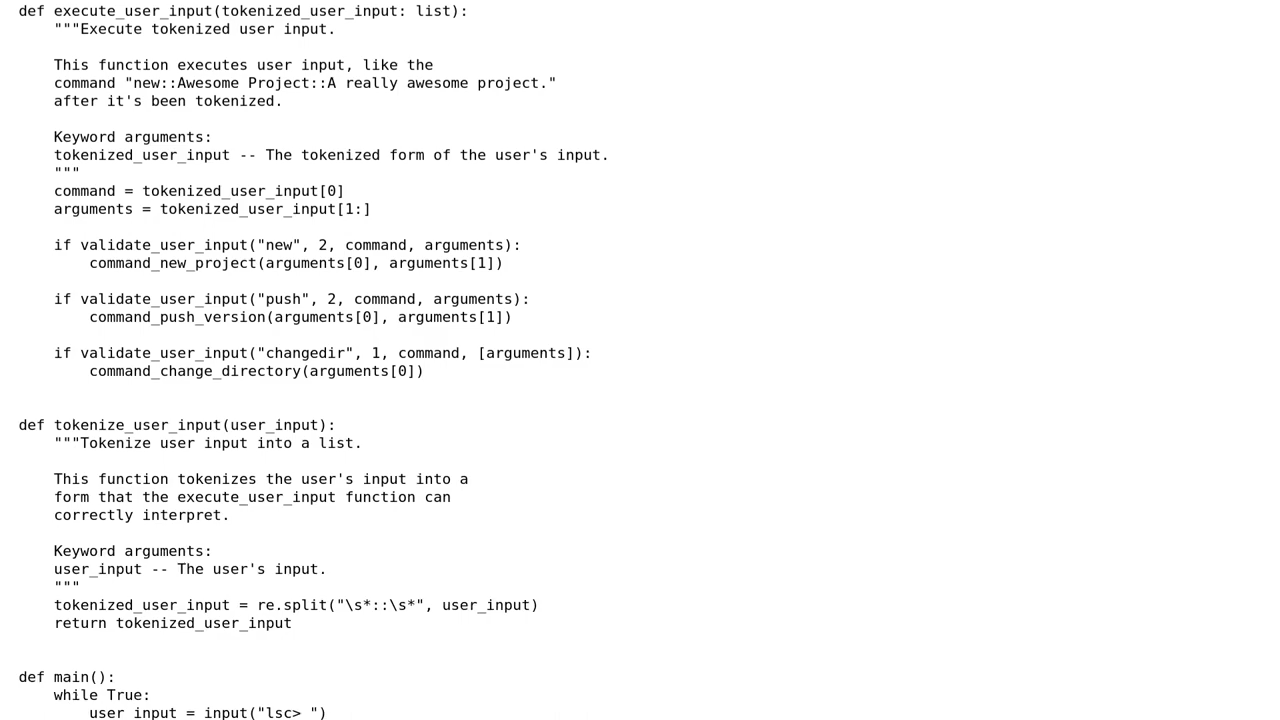 def execute_user_input(tokenized_user_input: list):
    """Execute tokenized user input.

    This function executes user input, like the
    command "new::Awesome Project::A really awesome project."
    after it's been tokenized.

    Keyword arguments:
    tokenized_user_input -- The tokenized form of the user's input.
    """
    command = tokenized_user_input[0]
    arguments = tokenized_user_input[1:]

    if validate_user_input("new", 2, command, arguments):
        command_new_project(arguments[0], arguments[1])

    if validate_user_input("push", 2, command, arguments):
        command_push_version(arguments[0], arguments[1])

    if validate_user_input("changedir", 1, command, [arguments]):
        command_change_directory(arguments[0])


def tokenize_user_input(user_input):
    """Tokenize user input into a list.

    This function tokenizes the user's input into a
    form that the execute_user_input function can
    correctly interpret.

    Keyword arguments:
    user_input -- The user's input.
    """
    tokenized_user_input = re.split("\s*::\s*", user_input)
    return tokenized_user_input


def main():
    while True:
        user_input = input("lsc> ")